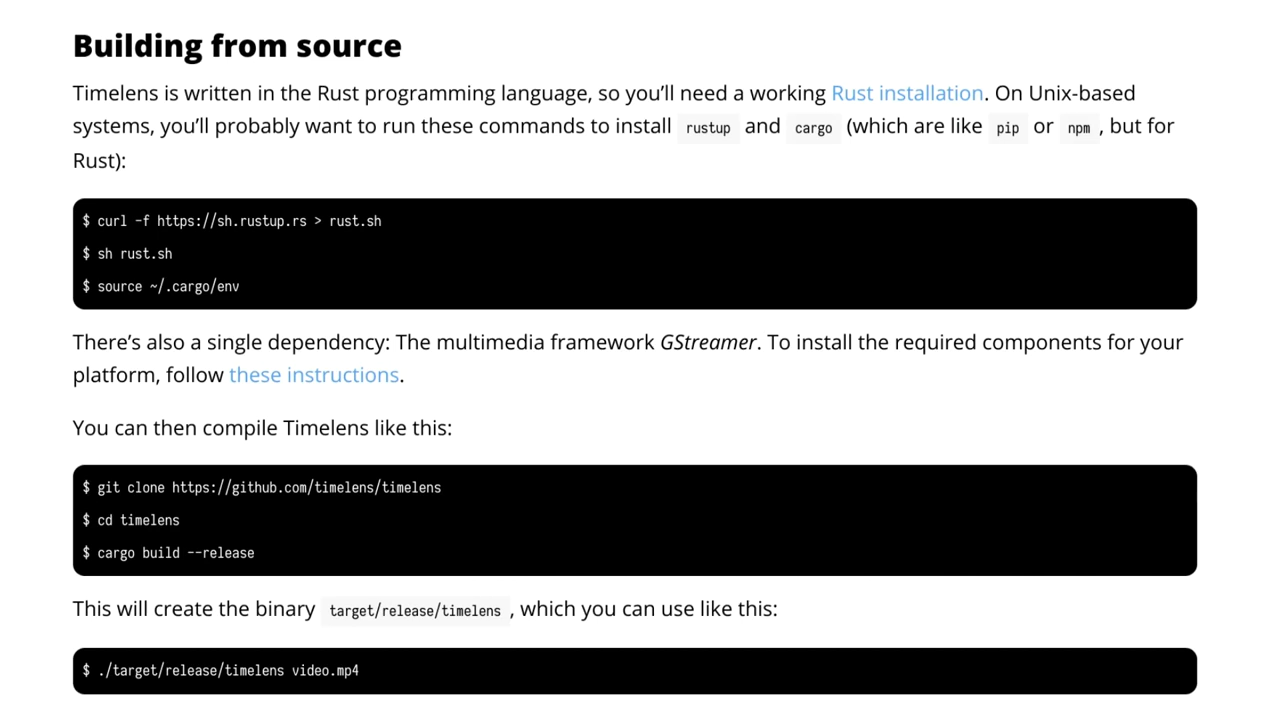 Building from source
Timelens is written in the Rust programming language, so you’ll need a working Rust installation. On Unix-based
systems, you’ll probably want to run these commands to install rustup and cargo (which are like pip or npm , but for
Rust):
$ curl -f https://sh.rustup.rs > rust.sh
$ sh rust.sh
$ source ~/.cargo/env
There’s also a single dependency: The multimedia framework GStreamer. To install the required components for your
platform, follow these instructions.
You can then compile Timelens like this:
$ git clone https://github.com/timelens/timelens
$ cd timelens
$ cargo build --release
This will create the binary target/release/timelens , which you can use like this:
$ ./target/release/timelens video.mp4